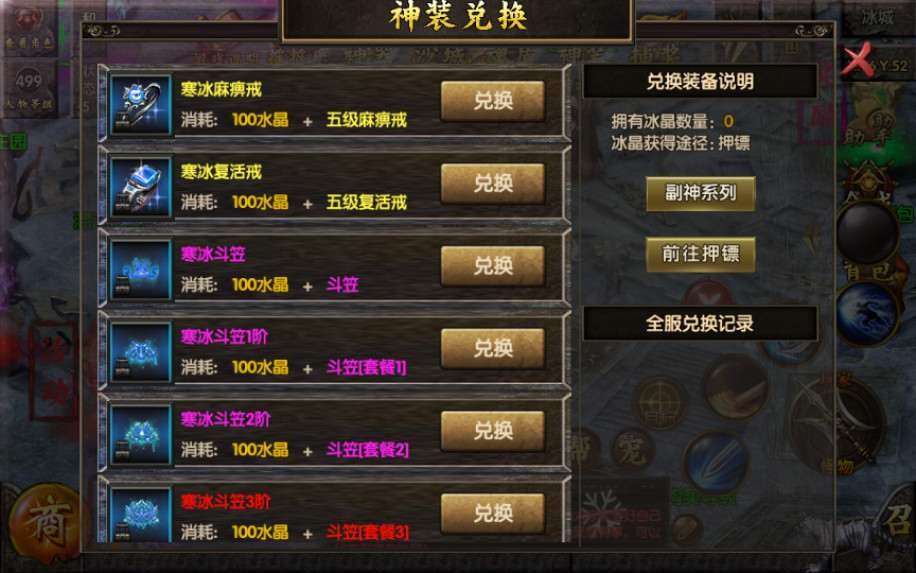 神装兑换
寒冰麻痹戒
消耗: 100水晶 + 五级麻痹戒
兑换
寒冰复活戒
消耗: 100水晶 + 五级复活戒
兑换
寒冰斗笠
消耗: 100水晶 + 斗笠
兑换
寒冰斗笠1阶
消耗: 100水晶 + 斗笠[套餐1]
兑换
寒冰斗笠2阶
消耗: 100水晶 + 斗笠[套餐2]
兑换
寒冰斗笠3阶
消耗: 100水晶 + 斗笠[套餐3]
兑换
兑换装备说明
拥有冰晶数量: 0
冰晶获得途径: 押镖
副神系列
前往押镖
全服兑换记录
499
冰城
助手
背包
商
召
宠